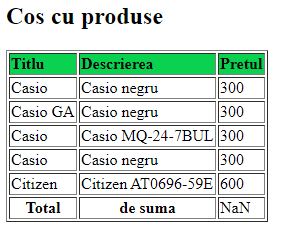 Cos cu produse
Titlu Descrierea Pretul
Casio Casio negru 300
Casio GA Casio negru 300
Casio Casio MQ-24-7BUL 300
Casio Casio negru 300
Citizen Citizen AT0696-59E 600
Total de suma NaN